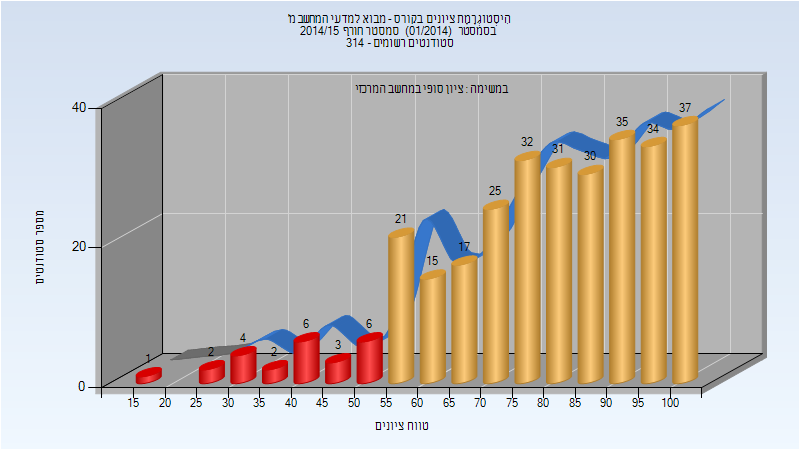 היסטוגרמת ציונים בקורס - מבוא למדעי המחשב מ'
בסמסטר (01/2014) סמסטר חורף 2014/15
סטודנטים רשומים - 314
במשימה : ציון סופי במחשב המרכזי
מספר סטודנטים
40
20
0
1
2
4
2
6
3
6
21
15
17
25
32
31
30
35
34
37
15 20 25 30 35 40 45 50 55 60 65 70 75 80 85 90 95 100
טווח ציונים